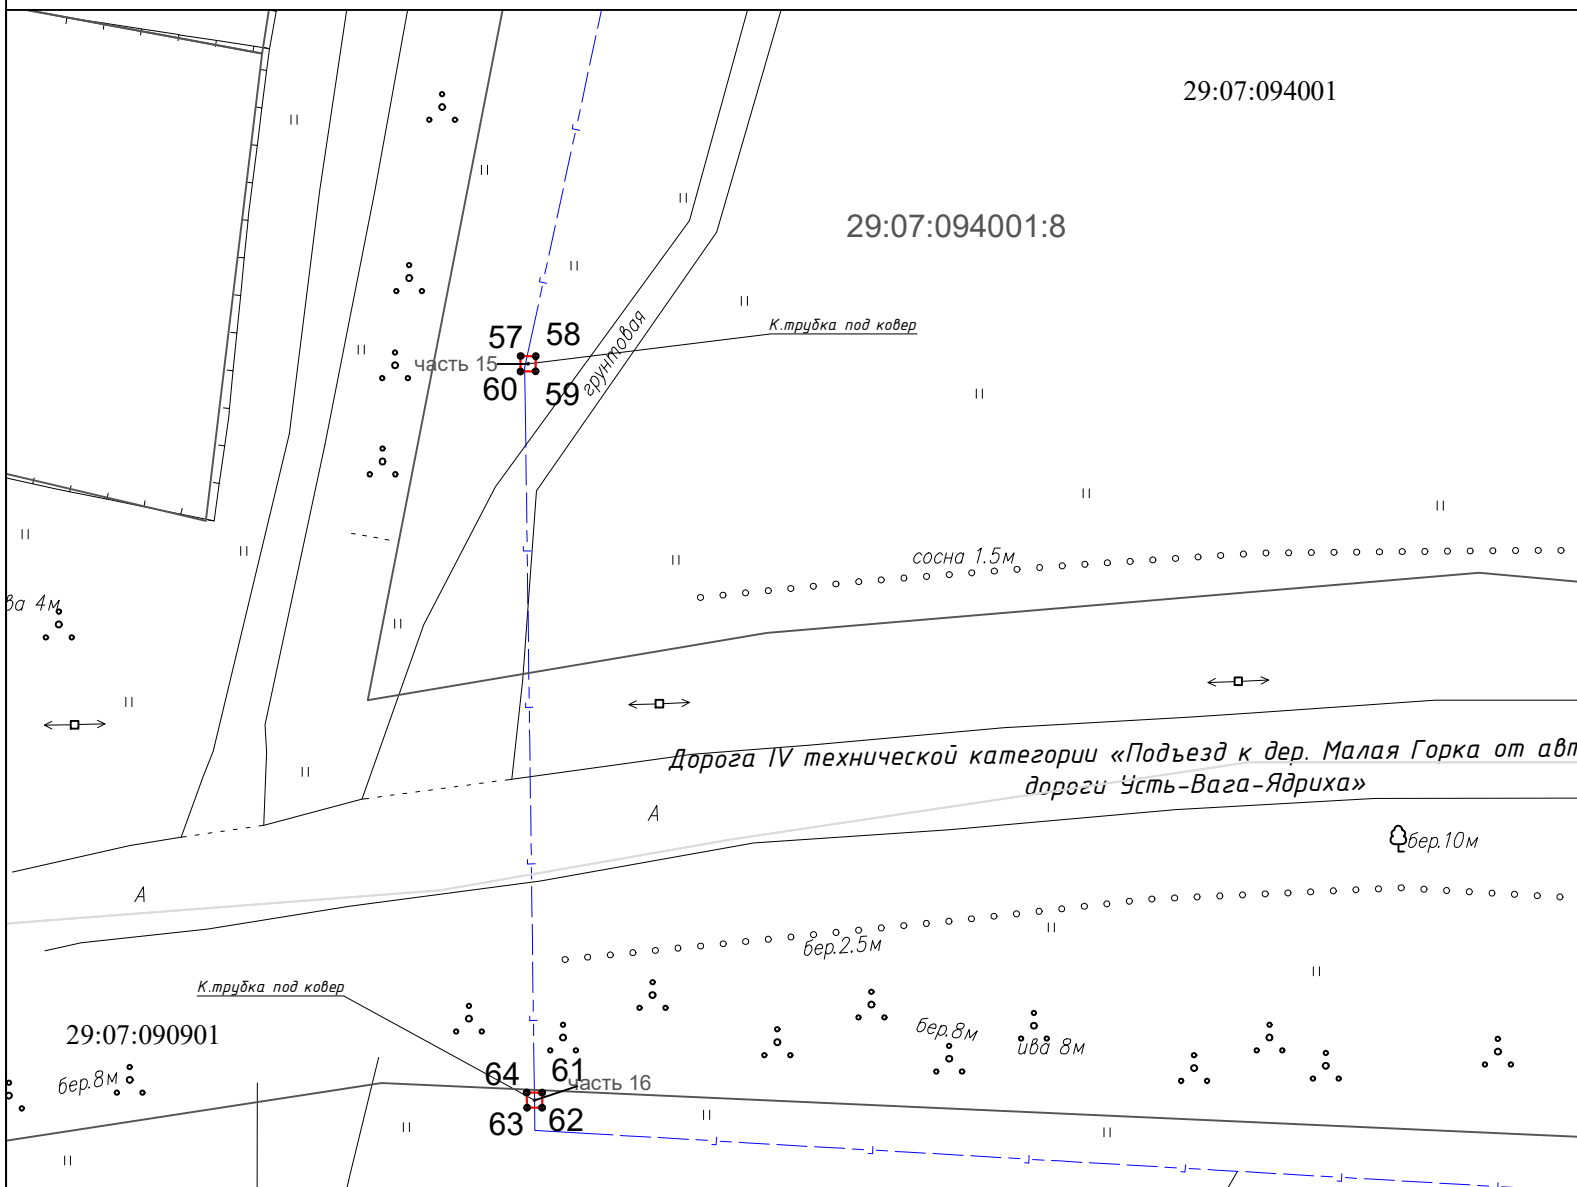 29:07:094001
29:07:094001:8
К.трубка под ковер
грунтовая
57
58
часть 15
60
59
сосна 1.5м
ва 4м
Дорога IV технической категории «Подъезд к дер. Малая Горка от авт
дороги Усть-Вага-Ядриха»
А
бер.10м
А
бер.2.5м
К.трубка под ковер
29:07:090901
бер.8м
ива 8м
бер.8м
64
61
часть 16
63
62